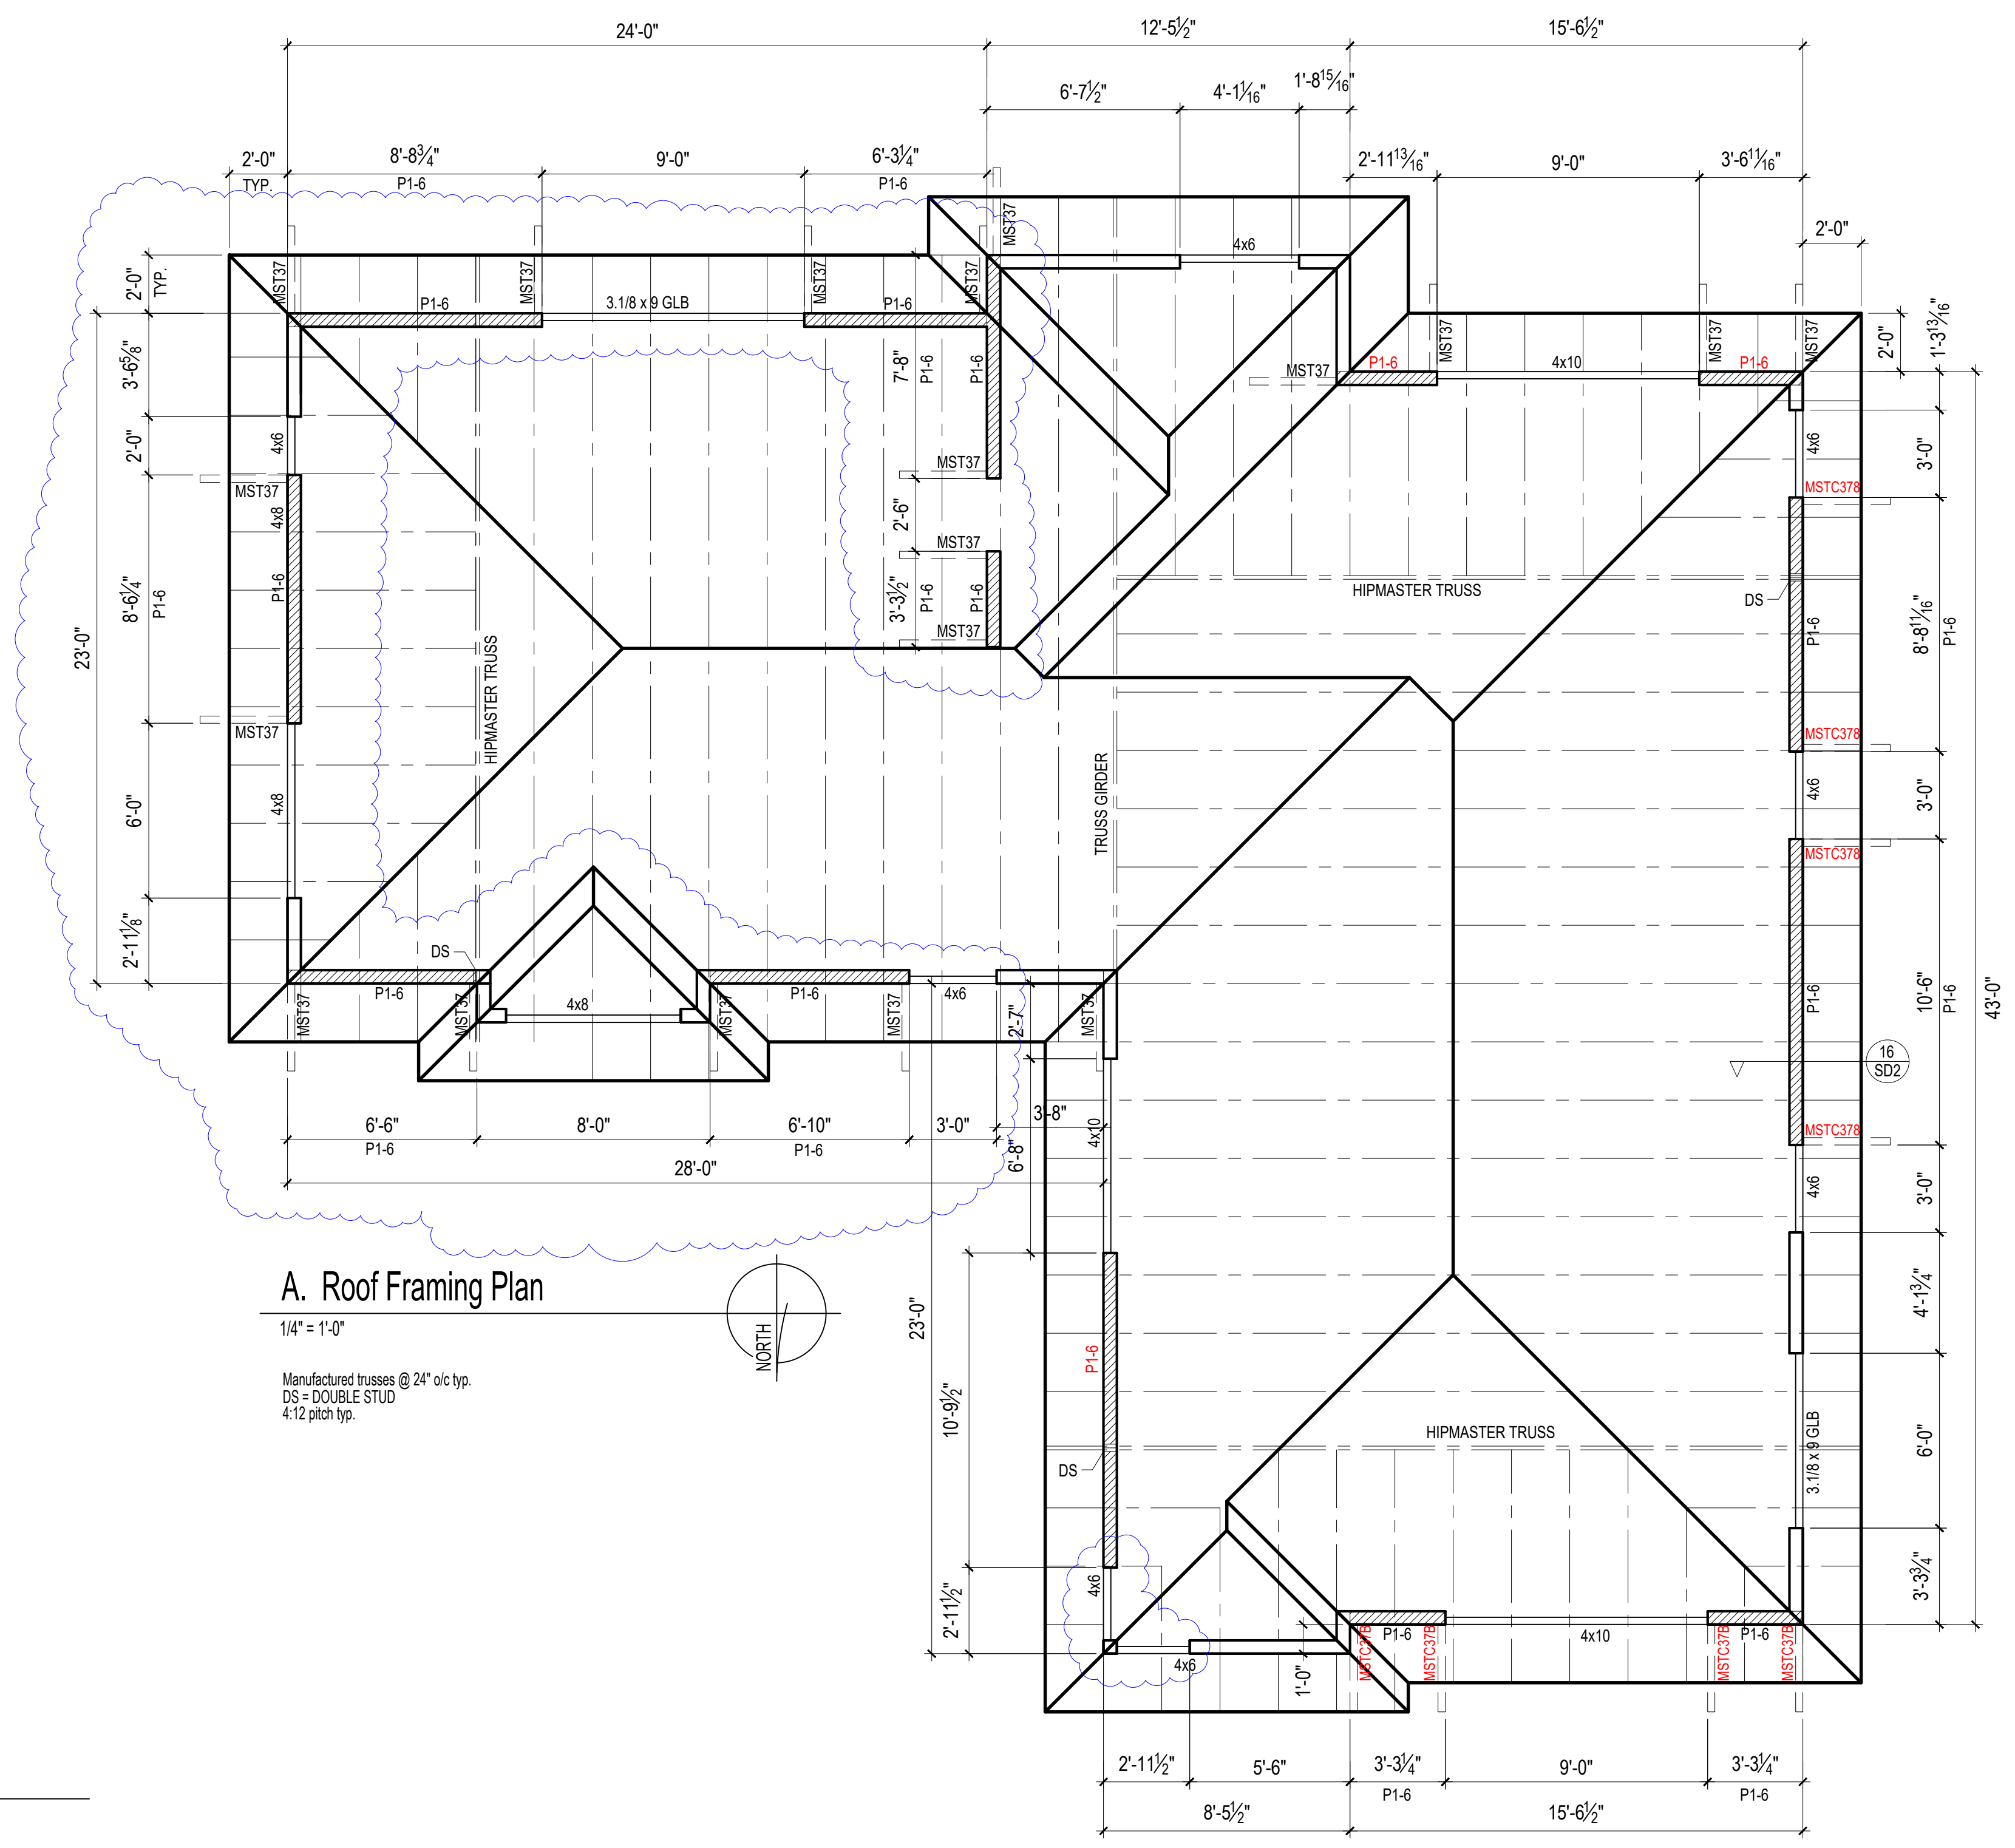 24'-0"
12'-5½"
15'-6½"
6'-7½"
4'-1⅟₁₆"
1'-8¹⁵⁄₁₆"
2'-0"
TYP.
8'-8¾"
P1-6
9'-0"
6'-3¼"
P1-6
2'-11¹³⁄₁₆"
9'-0"
3'-6¹¹⁄₁₆"
2'-0"
MST37
4x6
2'-0"
TYP.
MST37
MST37
MST37
MST37
P1-6
3.1/8 x 9 GLB
P1-6
MST37
MST37
MST37
2'-0"
1'-3¹³⁄₁₆"
MST37
P1-6
4x10
P1-6
3'-6⅝"
7'-8"
P1-6
P1-6
2'-0"
4x6
MST37
4x8
MST37
2'-6"
MST37
4x6
3'-0"
MSTC378
8'-6¼"
P1-6
P1-6
3'-3½"
P1-6
P1-6
MST37
HIPMASTER TRUSS
DS
P1-6
8'-8¹¹⁄₁₆"
P1-6
23'-0"
HIPMASTER TRUSS
MST37
MSTC378
6'-0"
4x8
TRUSS GIRDER
4x6
3'-0"
MSTC378
2'-11⅛"
DS
P1-6
4x8
P1-6
4x6
MST37
MST37
MST37
MST37
MST37
2'-7"
P1-6
10'-6"
P1-6
43'-0"
16
SD2
6'-6"
P1-6
8'-0"
6'-10"
P1-6
3'-0"
3'-8"
6'-8"
4x10
28'-0"
MSTC378
4x6
3'-0"
A. Roof Framing Plan
1/4" = 1'-0"
NORTH
Manufactured trusses @ 24" o/c typ.
DS = DOUBLE STUD
4:12 pitch typ.
23'-0"
P1-6
4'-1¾"
10'-9½"
DS
HIPMASTER TRUSS
3.1/8 x 9 GLB
6'-0"
2'-11½"
4x6
4x6
1'-0"
P1-6
4x10
P1-6
MSTC37B
MSTC37B
MSTC37B
MSTC37B
3'-3¾"
2'-11½"
5'-6"
3'-3¼"
P1-6
9'-0"
3'-3¼"
P1-6
8'-5½"
15'-6½"